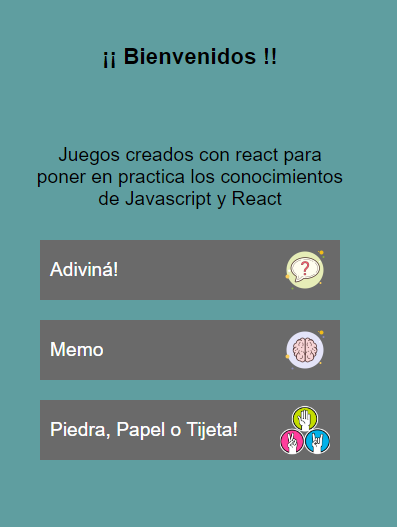 ¡¡ Bienvenidos !!
Juegos creados con react para
poner en practica los conocimientos
de Javascript y React
Adiviná!
?
Memo
Piedra, Papel o Tijeta!